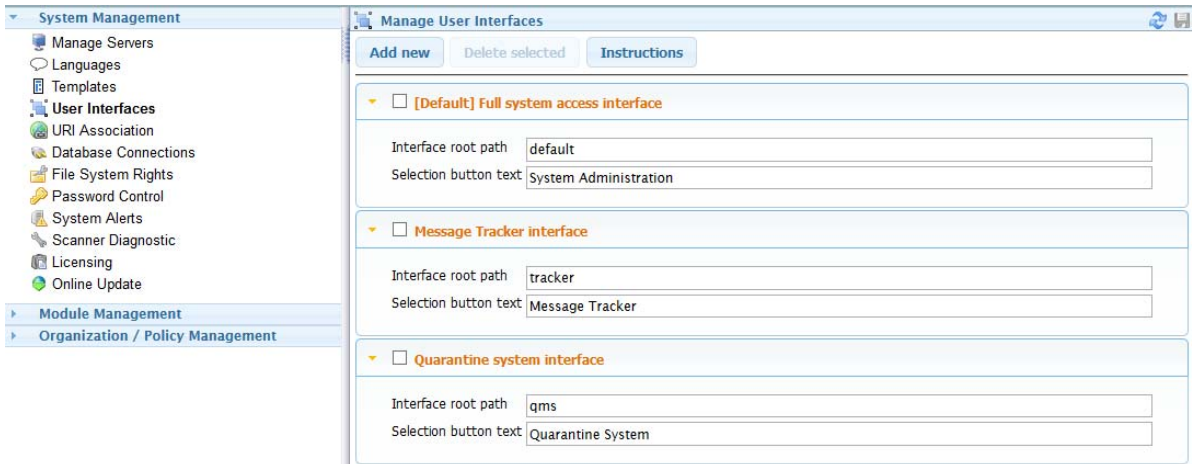 System Management
Manage Servers
Languages
Templates
User Interfaces
URI Association
Database Connections
File System Rights
Password Control
System Alerts
Scanner Diagnostic
Licensing
Online Update
Module Management
Organization / Policy Management
Manage User Interfaces
Add new Delete selected Instructions
[Default] Full system access interface
Interface root path default
Selection button text System Administration
Message Tracker interface
Interface root path tracker
Selection button text Message Tracker
Quarantine system interface
Interface root path qms
Selection button text Quarantine System